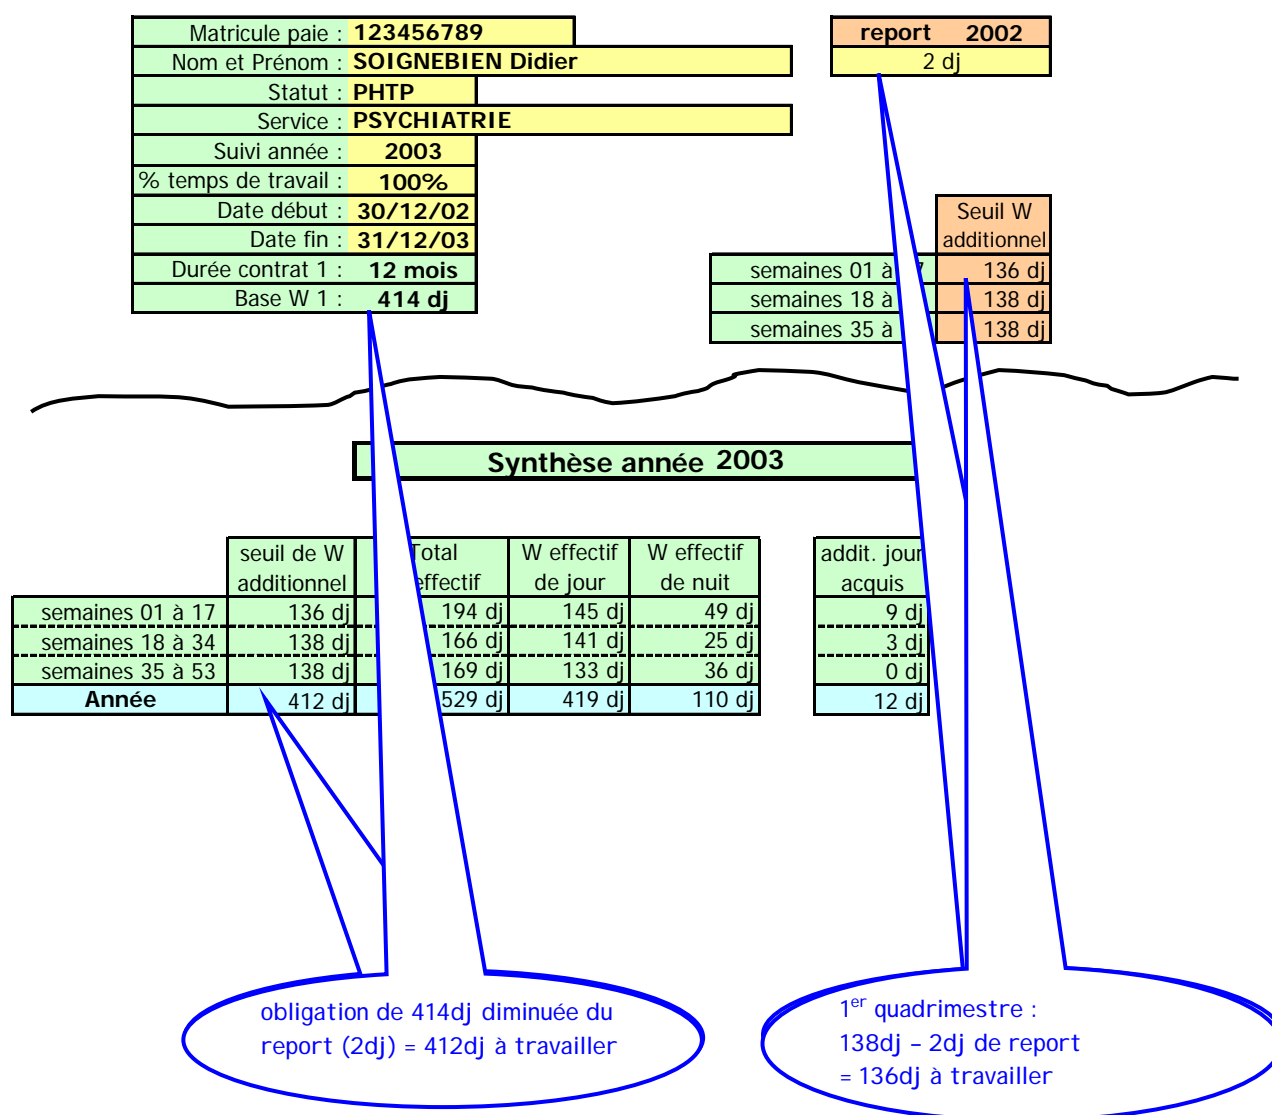 Matricule paie : 123456789
Nom et Prénom : SOIGNEBIEN Didier
Statut : PHTP
Service : PSYCHIATRIE
Suivi année : 2003
% temps de travail : 100%
Date début : 30/12/02
Date fin : 31/12/03
Durée contrat 1 : 12 mois
Base W 1 : 414 dj
report 2002
2 dj
Seuil W
additionnel
semaines 01 à 7 136 dj
semaines 18 à 138 dj
semaines 35 à 138 dj
Synthèse année 2003
seuil de W additionnel Total effectif W effectif de jour W effectif de nuit addit. jour acquis
semaines 01 à 17 136 dj 194 dj 145 dj 49 dj 9 dj
semaines 18 à 34 138 dj 166 dj 141 dj 25 dj 3 dj
semaines 35 à 53 138 dj 169 dj 133 dj 36 dj 0 dj
Année 412 dj 529 dj 419 dj 110 dj 12 dj
obligation de 414dj diminuée du
report (2dj) = 412dj à travailler
1er quadrimestre :
138dj – 2dj de report
= 136dj à travailler